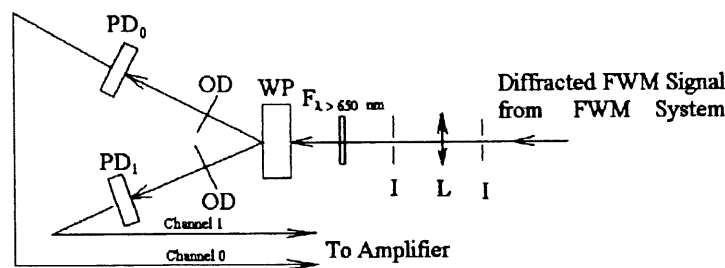 PD0
OD
WP
Fλ > 650 nm
Diffracted FWM Signal
from FWM System
PD1
OD
I
L
I
Channel 1
Channel 0
To Amplifier